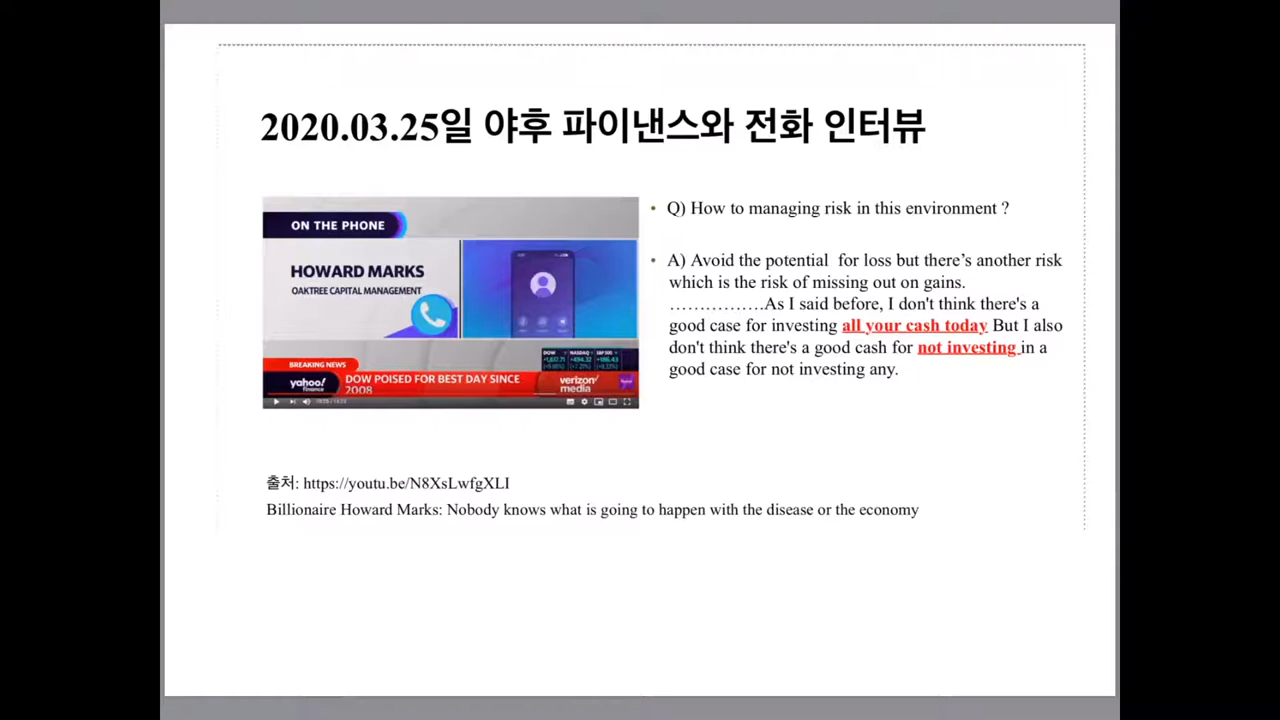 2020.03.25일 야후 파이낸스와 전화 인터뷰
ON THE PHONE
HOWARD MARKS
OAKTREE CAPITAL MANAGEMENT
BREAKING NEWS
yahoo!
finance
DOW POISED FOR BEST DAY SINCE
2008
DOW
NASDAQ
S&P 500
verizon
media
• Q) How to managing risk in this environment ?
• A) Avoid the potential for loss but there's another risk
which is the risk of missing out on gains.
…………….As I said before, I don't think there's a
good case for investing all your cash today But I also
don't think there's a good cash for not investing in a
good case for not investing any.
출처: https://youtu.be/N8XsLwfgXLI
Billionaire Howard Marks: Nobody knows what is going to happen with the disease or the economy